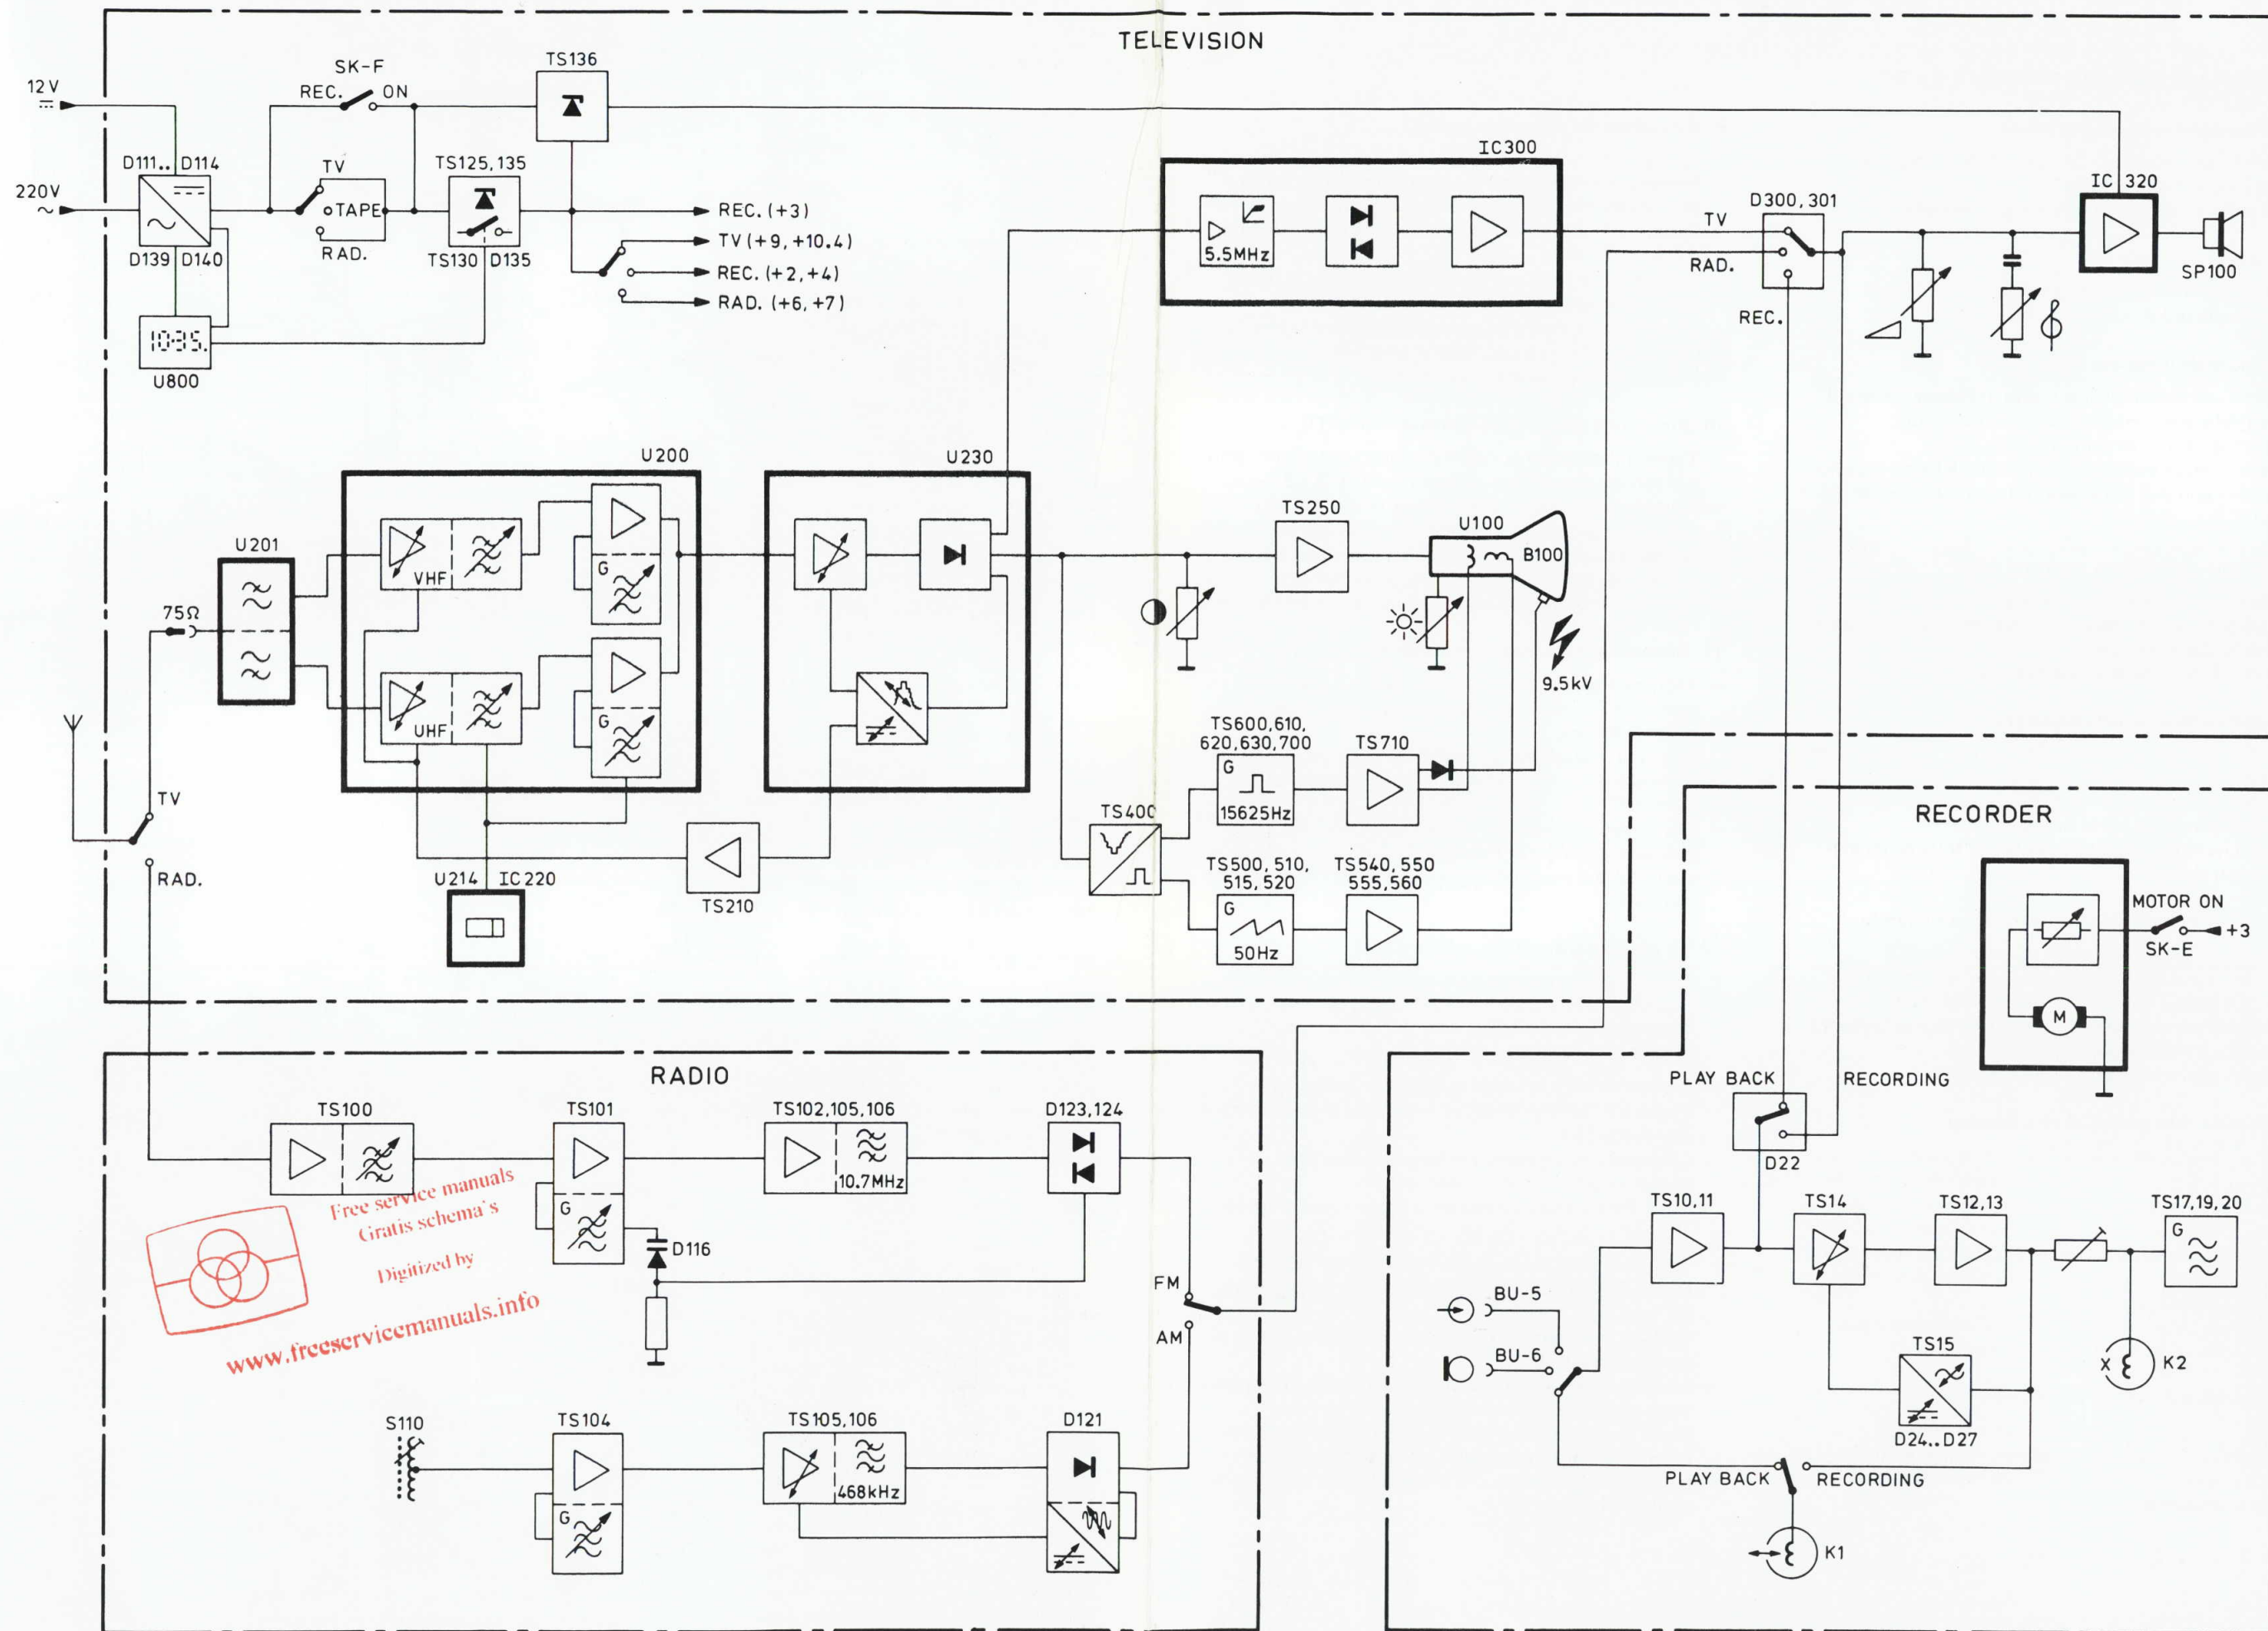 TELEVISION
12V
220V
SK-F
REC. ON
TV
TAPE
RAD.
D111.. D114
D139 D140
10:35.
U800
TS136
TS125,135
TS130 D135
REC. (+3)
TV (+9, +10.4)
REC. (+2, +4)
RAD. (+6, +7)
IC300
5.5MHz
D300,301
TV
RAD.
REC.
IC 320
SP100
U201
75Ω
U200
VHF
G
UHF
G
U230
TS250
U100
B100
9.5kV
TV
RAD.
U214 IC220
TS210
TS400
TS600,610,
620,630,700
G
15625Hz
TS710
TS500,510,
515,520
G
50Hz
TS540,550
555,560
RECORDER
MOTOR ON
+3
SK-E
M
RADIO
TS100
TS101
G
D116
TS102,105,106
10.7MHz
D123,124
FM
AM
S110
TS104
G
TS105,106
468kHz
D121
PLAY BACK
RECORDING
D22
TS10,11
TS14
TS12,13
TS17,19,20
G
BU-5
BU-6
TS15
D24..D27
X
K2
PLAY BACK
RECORDING
K1
Free service manuals
Gratis schema's
Digitized by
www.freeservicemanuals.info